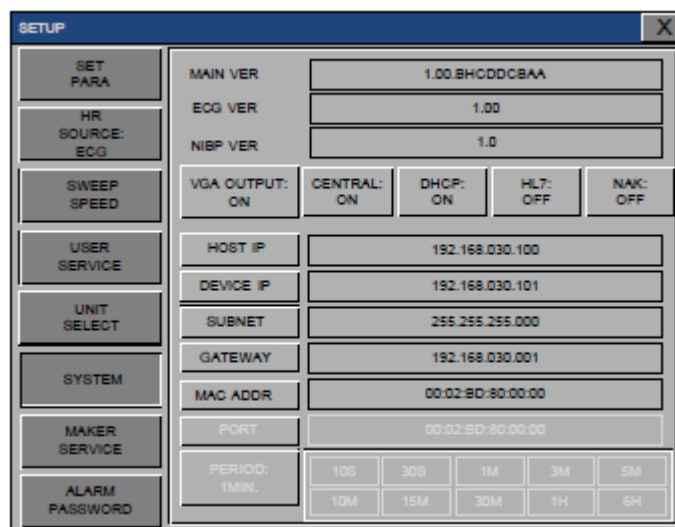 SETUP X
SET
PARA
HR
SOURCE:
ECG
SWEEP
SPEED
USER
SERVICE
UNIT
SELECT
SYSTEM
MAKER
SERVICE
ALARM
PASSWORD
MAIN VER 1.00.BHCDDCBAA
ECG VER 1.00
NIBP VER 1.0
VGA OUTPUT:
ON
CENTRAL:
ON
DHCP:
ON
HL7:
OFF
NAK:
OFF
HOST IP 192.168.030.100
DEVICE IP 192.168.030.101
SUBNET 255.255.255.000
GATEWAY 192.168.030.001
MAC ADDR 00:02:BD:80:00:00
PORT 00:02:BD:80:00:00
PERIOD:
1MIN.
10S 30S 1M 3M 5M
10M 15M 30M 1H 6H